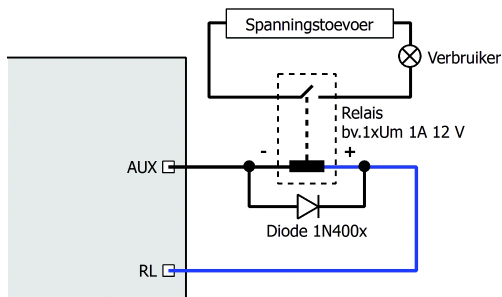 Spanningstoevoer
Verbruiker
Relais
bv.1xUm 1A 12 V
- +
AUX
Diode 1N400x
RL